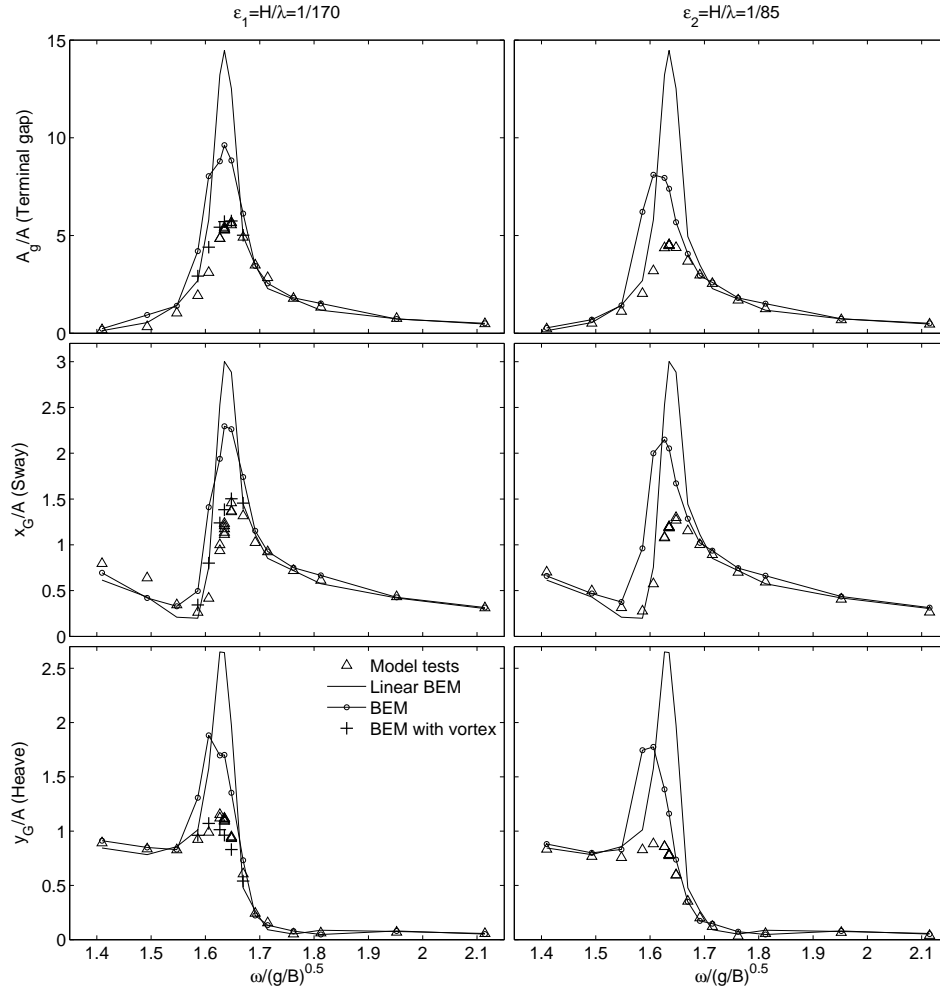 ε₁=H/λ=1/170
ε₂=H/λ=1/85
A_g/A (Terminal gap)
15
10
5
0
x_G/A (Sway)
3
2.5
2
1.5
1
0.5
0
y_G/A (Heave)
2.5
2
1.5
1
0.5
0
Model tests
Linear BEM
BEM
BEM with vortex
1.4 1.5 1.6 1.7 1.8 1.9 2 2.1
1.4 1.5 1.6 1.7 1.8 1.9 2 2.1
ω/(g/B)^0.5
ω/(g/B)^0.5